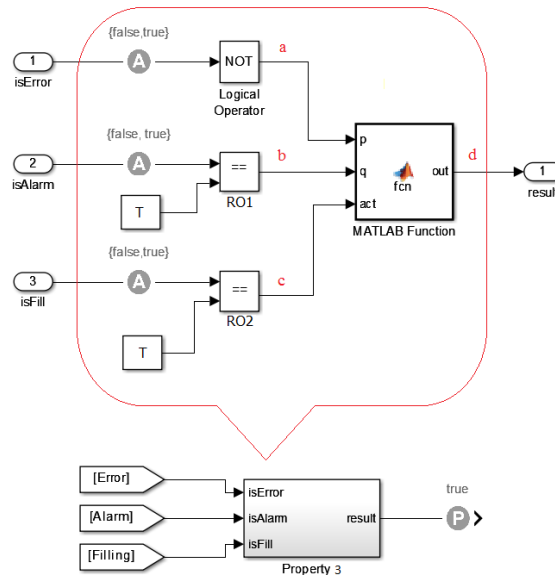 {false,true}
a
1
A
NOT
isError
Logical
Operator
{false, true}
p
2
A
==
b
q
fcn
out
d
1
isAlarm
T
RO1
act
result
MATLAB Function
{false,true}
3
A
==
c
isFill
RO2
T
[Error]
true
isError
[Alarm]
isAlarm
result
P
[Filling]
isFill
Property 3